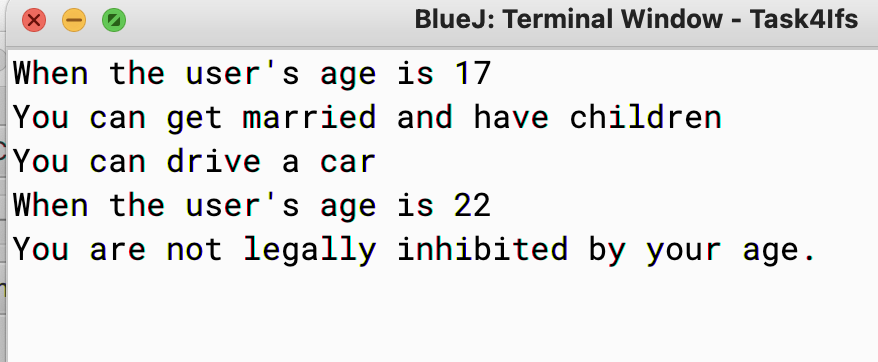 BlueJ: Terminal Window - Task4Ifs
When the user's age is 17
You can get married and have children
You can drive a car
When the user's age is 22
You are not legally inhibited by your age.